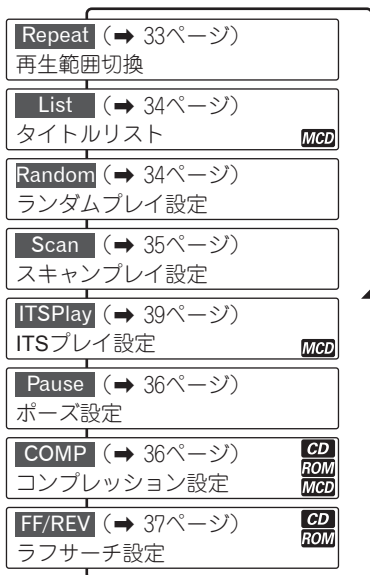 Repeat（➡ 33ページ）
再生範囲切換
List（➡ 34ページ）
タイトルリスト MCD
Random（➡ 34ページ）
ランダムプレイ設定
Scan（➡ 35ページ）
スキャンプレイ設定
ITSPlay（➡ 39ページ）
ITSプレイ設定 MCD
Pause（➡ 36ページ）
ポーズ設定
COMP（➡ 36ページ） CD
ROM
コンプレッション設定 MCD
FF/REV（➡ 37ページ） CD
ROM
ラフサーチ設定